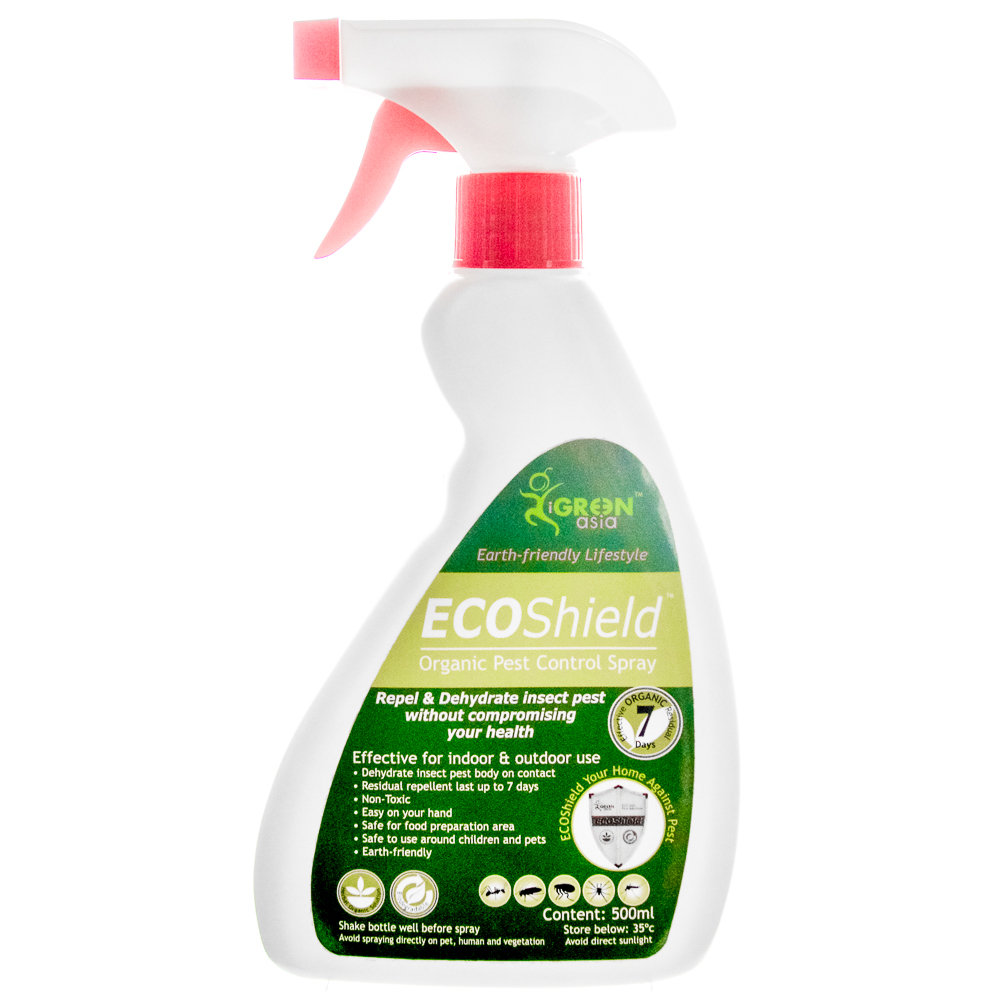 iGREEN™
asia
Earth-friendly Lifestyle
ECOShield™
Organic Pest Control Spray
Repel & Dehydrate insect pest
without compromising
your health
Effective ORGANIC Residual
7
Days
Effective for indoor & outdoor use
• Dehydrate insect pest body on contact
• Residual repellent last up to 7 days
• Non-Toxic
• Easy on your hand
• Safe for food preparation area
• Safe to use around children and pets
• Earth-friendly
ECOShield Your Home Against Pest
iGREEN
ECOShield
Content: 500ml
Shake bottle well before spray
Store below: 35ºc
Avoid spraying directly on pet, human and vegetation
Avoid direct sunlight